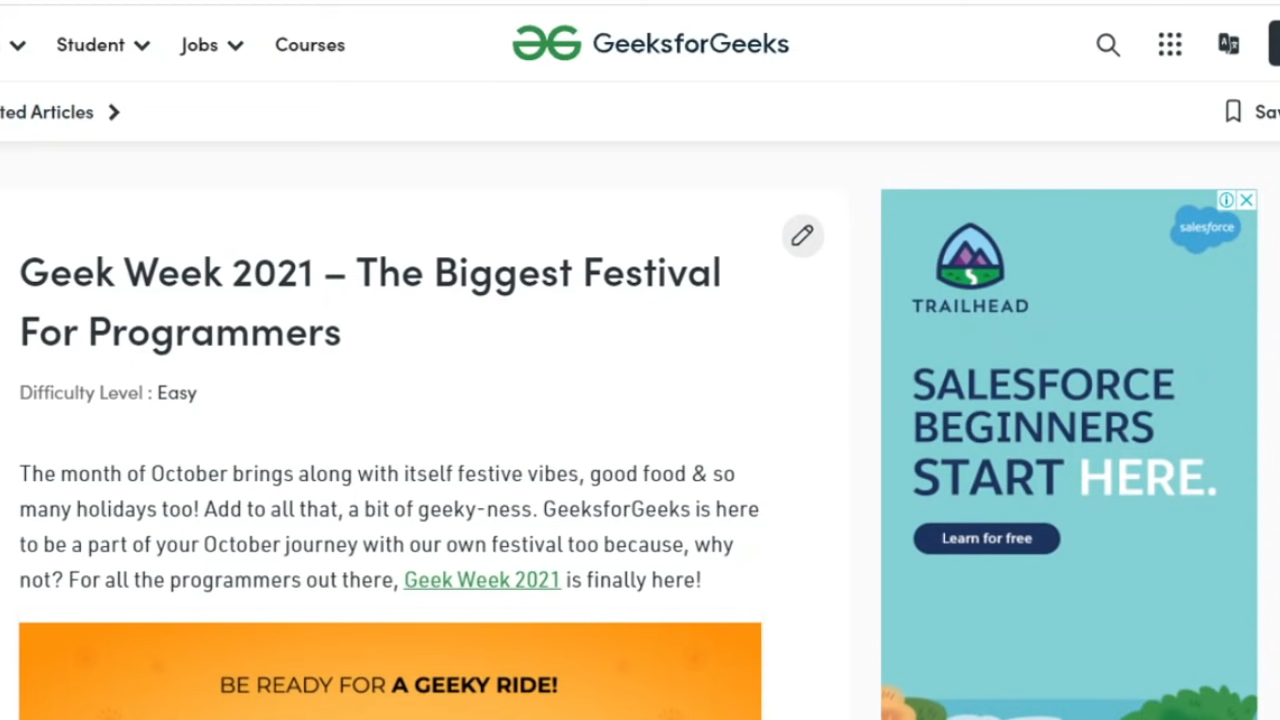 Student Jobs Courses GeeksforGeeks
ted Articles
Sav
Geek Week 2021 – The Biggest Festival
For Programmers
Difficulty Level : Easy
The month of October brings along with itself festive vibes, good food & so
many holidays too! Add to all that, a bit of geeky-ness. GeeksforGeeks is here
to be a part of your October journey with our own festival too because, why
not? For all the programmers out there, Geek Week 2021 is finally here!
BE READY FOR A GEEKY RIDE!
salesforce
TRAILHEAD
SALESFORCE
BEGINNERS
START HERE.
Learn for free